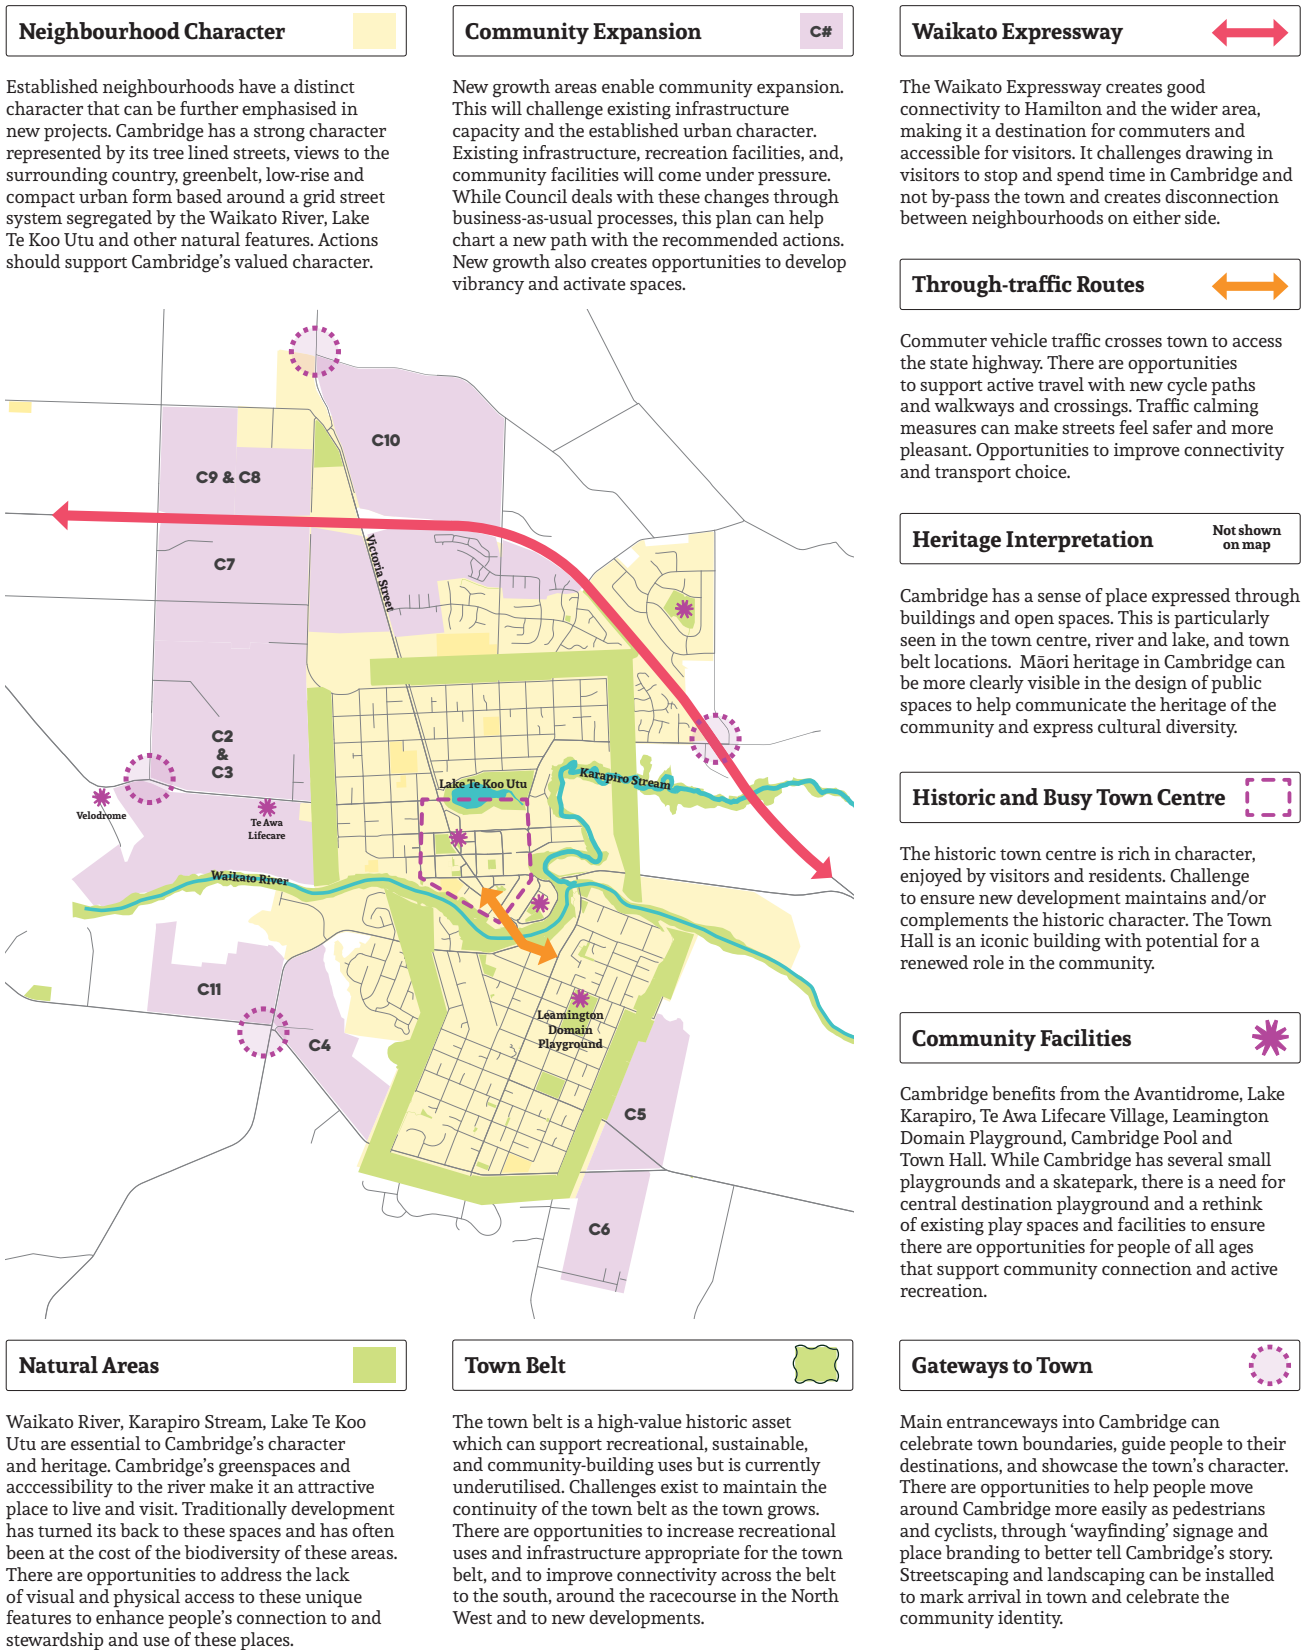 Neighbourhood Character
Established neighbourhoods have a distinct
character that can be further emphasised in
new projects. Cambridge has a strong character
represented by its tree lined streets, views to the
surrounding country, greenbelt, low-rise and
compact urban form based around a grid street
system segregated by the Waikato River, Lake
Te Koo Utu and other natural features. Actions
should support Cambridge's valued character.
Community Expansion
C#
New growth areas enable community expansion.
This will challenge existing infrastructure
capacity and the established urban character.
Existing infrastructure, recreation facilities, and,
community facilities will come under pressure.
While Council deals with these changes through
business-as-usual processes, this plan can help
chart a new path with the recommended actions.
New growth also creates opportunities to develop
vibrancy and activate spaces.
Waikato Expressway
The Waikato Expressway creates good
connectivity to Hamilton and the wider area,
making it a destination for commuters and
accessible for visitors. It challenges drawing in
visitors to stop and spend time in Cambridge and
not by-pass the town and creates disconnection
between neighbourhoods on either side.
Through-traffic Routes
Commuter vehicle traffic crosses town to access
the state highway. There are opportunities
to support active travel with new cycle paths
and walkways and crossings. Traffic calming
measures can make streets feel safer and more
pleasant. Opportunities to improve connectivity
and transport choice.
Heritage Interpretation
Not shown
on map
Cambridge has a sense of place expressed through
buildings and open spaces. This is particularly
seen in the town centre, river and lake, and town
belt locations.  Māori heritage in Cambridge can
be more clearly visible in the design of public
spaces to help communicate the heritage of the
community and express cultural diversity.
Historic and Busy Town Centre
The historic town centre is rich in character,
enjoyed by visitors and residents. Challenge
to ensure new development maintains and/or
complements the historic character. The Town
Hall is an iconic building with potential for a
renewed role in the community.
Community Facilities
Cambridge benefits from the Avantidrome, Lake
Karapiro, Te Awa Lifecare Village, Leamington
Domain Playground, Cambridge Pool and
Town Hall. While Cambridge has several small
playgrounds and a skatepark, there is a need for
central destination playground and a rethink
of existing play spaces and facilities to ensure
there are opportunities for people of all ages
that support community connection and active
recreation.
C10
C9 & C8
C7
Victoria Street
C2
&
C3
Velodrome
Te Awa
Lifecare
Lake Te Koo Utu
Karapiro Stream
Waikato River
C11
C4
Leamington
Domain
Playground
C5
C6
Natural Areas
Waikato River, Karapiro Stream, Lake Te Koo
Utu are essential to Cambridge's character
and heritage. Cambridge's greenspaces and
acccessibility to the river make it an attractive
place to live and visit. Traditionally development
has turned its back to these spaces and has often
been at the cost of the biodiversity of these areas.
There are opportunities to address the lack
of visual and physical access to these unique
features to enhance people's connection to and
stewardship and use of these places.
Town Belt
The town belt is a high-value historic asset
which can support recreational, sustainable,
and community-building uses but is currently
underutilised. Challenges exist to maintain the
continuity of the town belt as the town grows.
There are opportunities to increase recreational
uses and infrastructure appropriate for the town
belt, and to improve connectivity across the belt
to the south, around the racecourse in the North
West and to new developments.
Gateways to Town
Main entranceways into Cambridge can
celebrate town boundaries, guide people to their
destinations, and showcase the town's character.
There are opportunities to help people move
around Cambridge more easily as pedestrians
and cyclists, through 'wayfinding' signage and
place branding to better tell Cambridge's story.
Streetscaping and landscaping can be installed
to mark arrival in town and celebrate the
community identity.